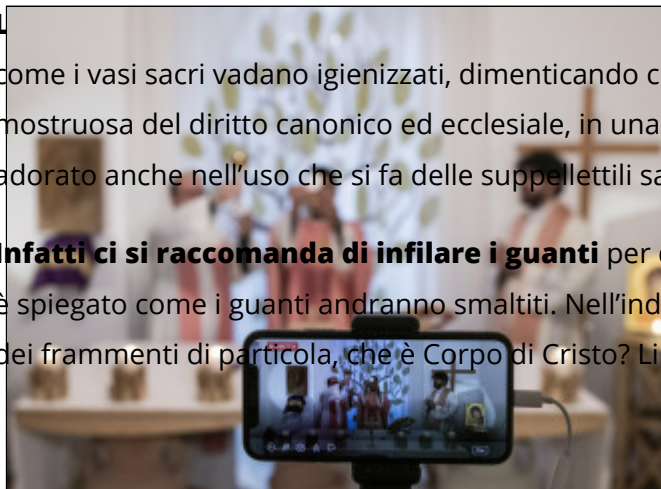 L
come i vasi sacri vadano igienizzati, dimenticando c
mostruosa del diritto canonico ed ecclesiale, in una
adorato anche nell’uso che si fa delle suppellettili sa
Infatti ci si raccomanda di infilare i guanti per
è spiegato come i guanti andranno smaltiti. Nell’ind
dei frammenti di particola, che è Corpo di Cristo? Li